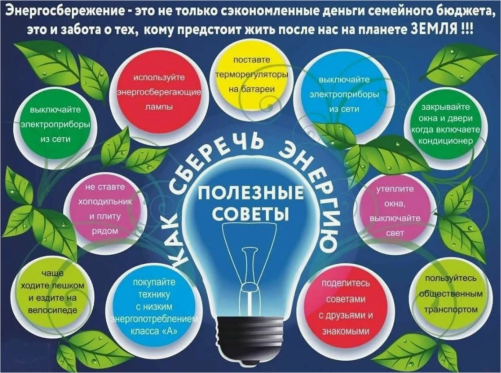 Энергосбережение - это не только сэкономленные деньги семейного бюджета,
это и забота о тех, кому предстоит жить после нас на планете ЗЕМЛЯ !!!
выключайте
электроприборы
из сети
используйте
энергосберегающие
лампы
поставте
терморегуляторы
на батареи
выключайте
электроприборы
из сети
закрывайте
окна и двери
когда включаете
кондиционер
КАК СБЕРЕЧЬ ЭНЕРГИЮ
ПОЛЕЗНЫЕ
СОВЕТЫ
не ставте
холодильник
и плиту
рядом
утеплите
окна,
выключайте
свет
чаще
ходите пешком
и ездите на
велосипеде
покупайте
технику
с низким
энергопотреблением
класса «А»
поделитесь
советами
с друзьями и
знакомыми
пользуйтесь
общественным
транспортом